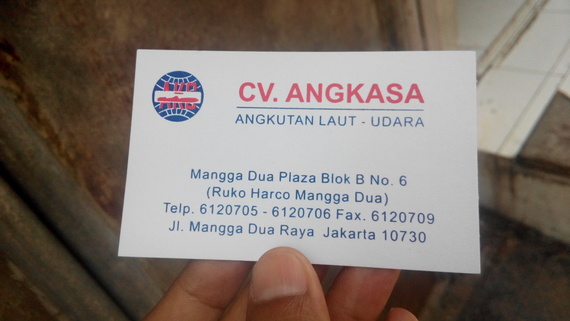 CV. ANGKASA
ANGKUTAN LAUT - UDARA
Mangga Dua Plaza Blok B No. 6
(Ruko Harco Mangga Dua)
Telp. 6120705 - 6120706 Fax. 6120709
Jl. Mangga Dua Raya Jakarta 10730